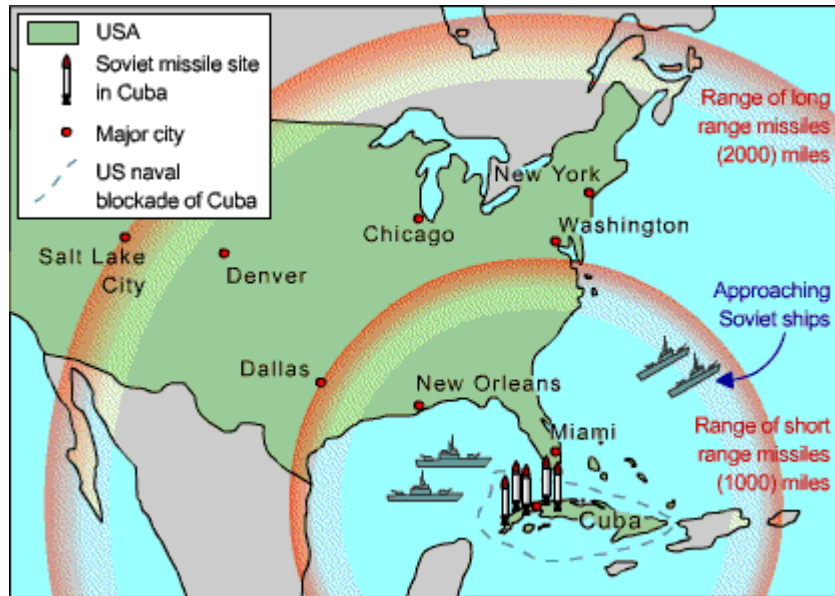 USA
Soviet missile site
in Cuba
Major city
US naval
blockade of Cuba
Range of long
range missiles
(2000) miles
New York
Washington
Chicago
Salt Lake
City
Denver
Approaching
Soviet ships
Dallas
New Orleans
Miami
Range of short
range missiles
(1000) miles
Cuba